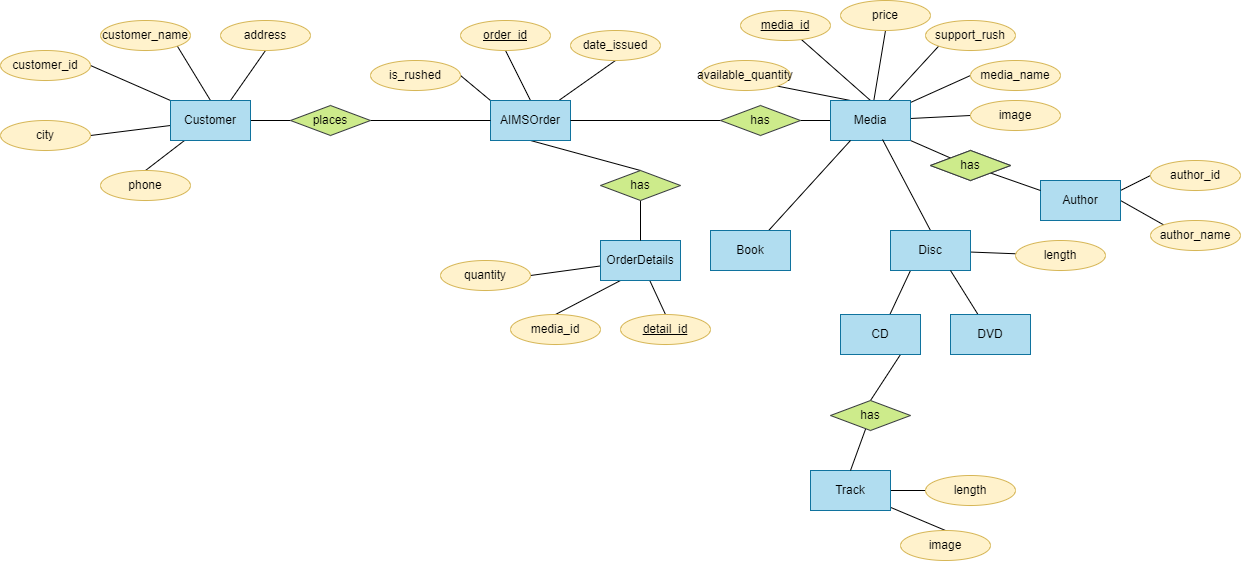 price
media_id
order_id
customer_name
address
support_rush
date_issued
customer_id
is_rushed
available_quantity
media_name
image
Customer
places
AIMSOrder
has
Media
city
has
author_id
phone
has
Author
author_name
Book
Disc
length
OrderDetails
quantity
media_id
detail_id
CD
DVD
has
Track
length
image